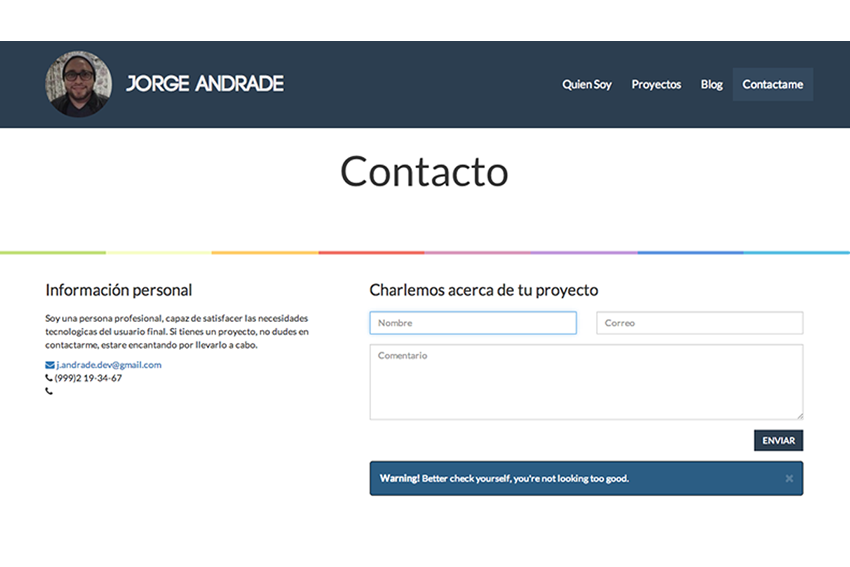 JORGE ANDRADE
Quien Soy Proyectos Blog Contactame
Contacto
Información personal
Soy una persona profesional, capaz de satisfacer las necesidades
tecnologicas del usuario final. Si tienes un proyecto, no dudes en
contactarme, estare encantando por llevarlo a cabo.
j.andrade.dev@gmail.com
(999)2 19-34-67
Charlemos acerca de tu proyecto
Nombre Correo
Comentario
ENVIAR
Warning! Better check yourself, you're not looking too good. ×